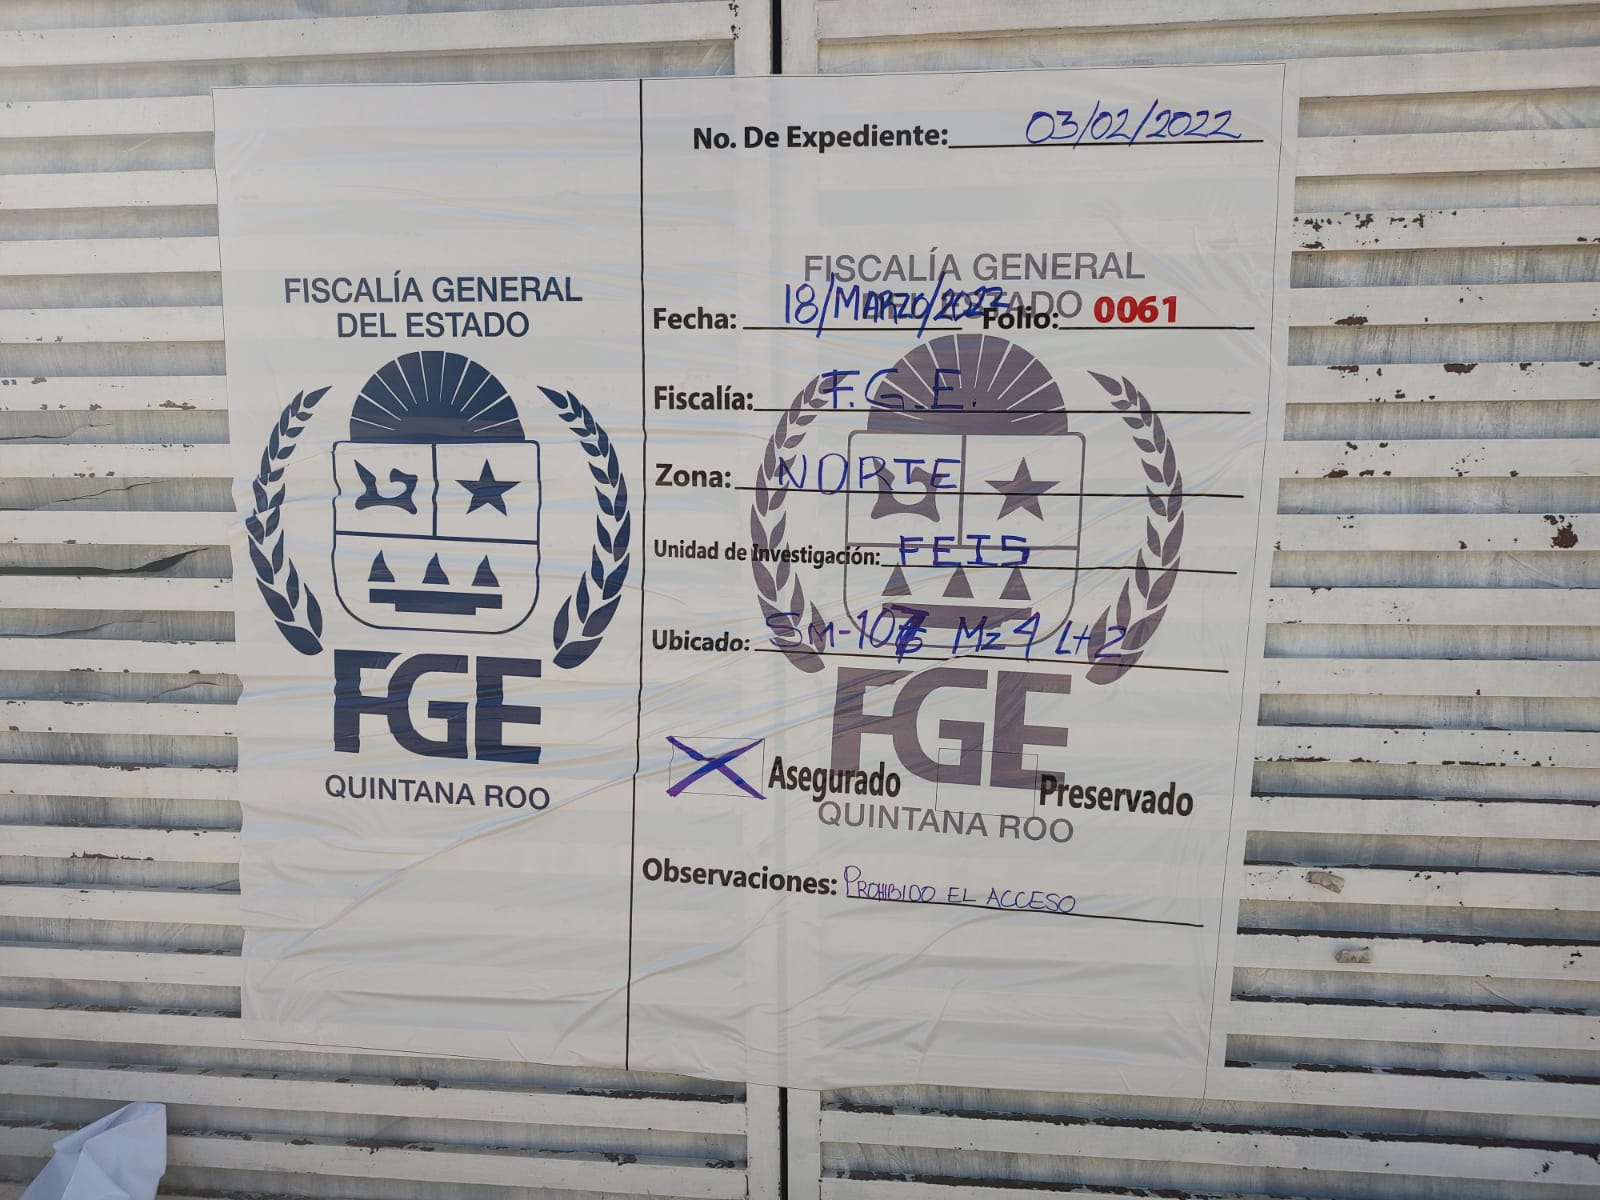 FISCALÍA GENERAL
DEL ESTADO
FGE
QUINTANA ROO
No. De Expediente: 03/02/2022
FISCALÍA GENERAL
DEL ESTADO
Fecha: 18/MARZO/2022 Folio: 0061
Fiscalía: F.G.E.
Zona: NORTE
Unidad de Investigación: FEIS
Ubicado: Mz 4 Lt 2
FGE
Asegurado Preservado
QUINTANA ROO
Observaciones: PROHIBIDO EL ACCESO